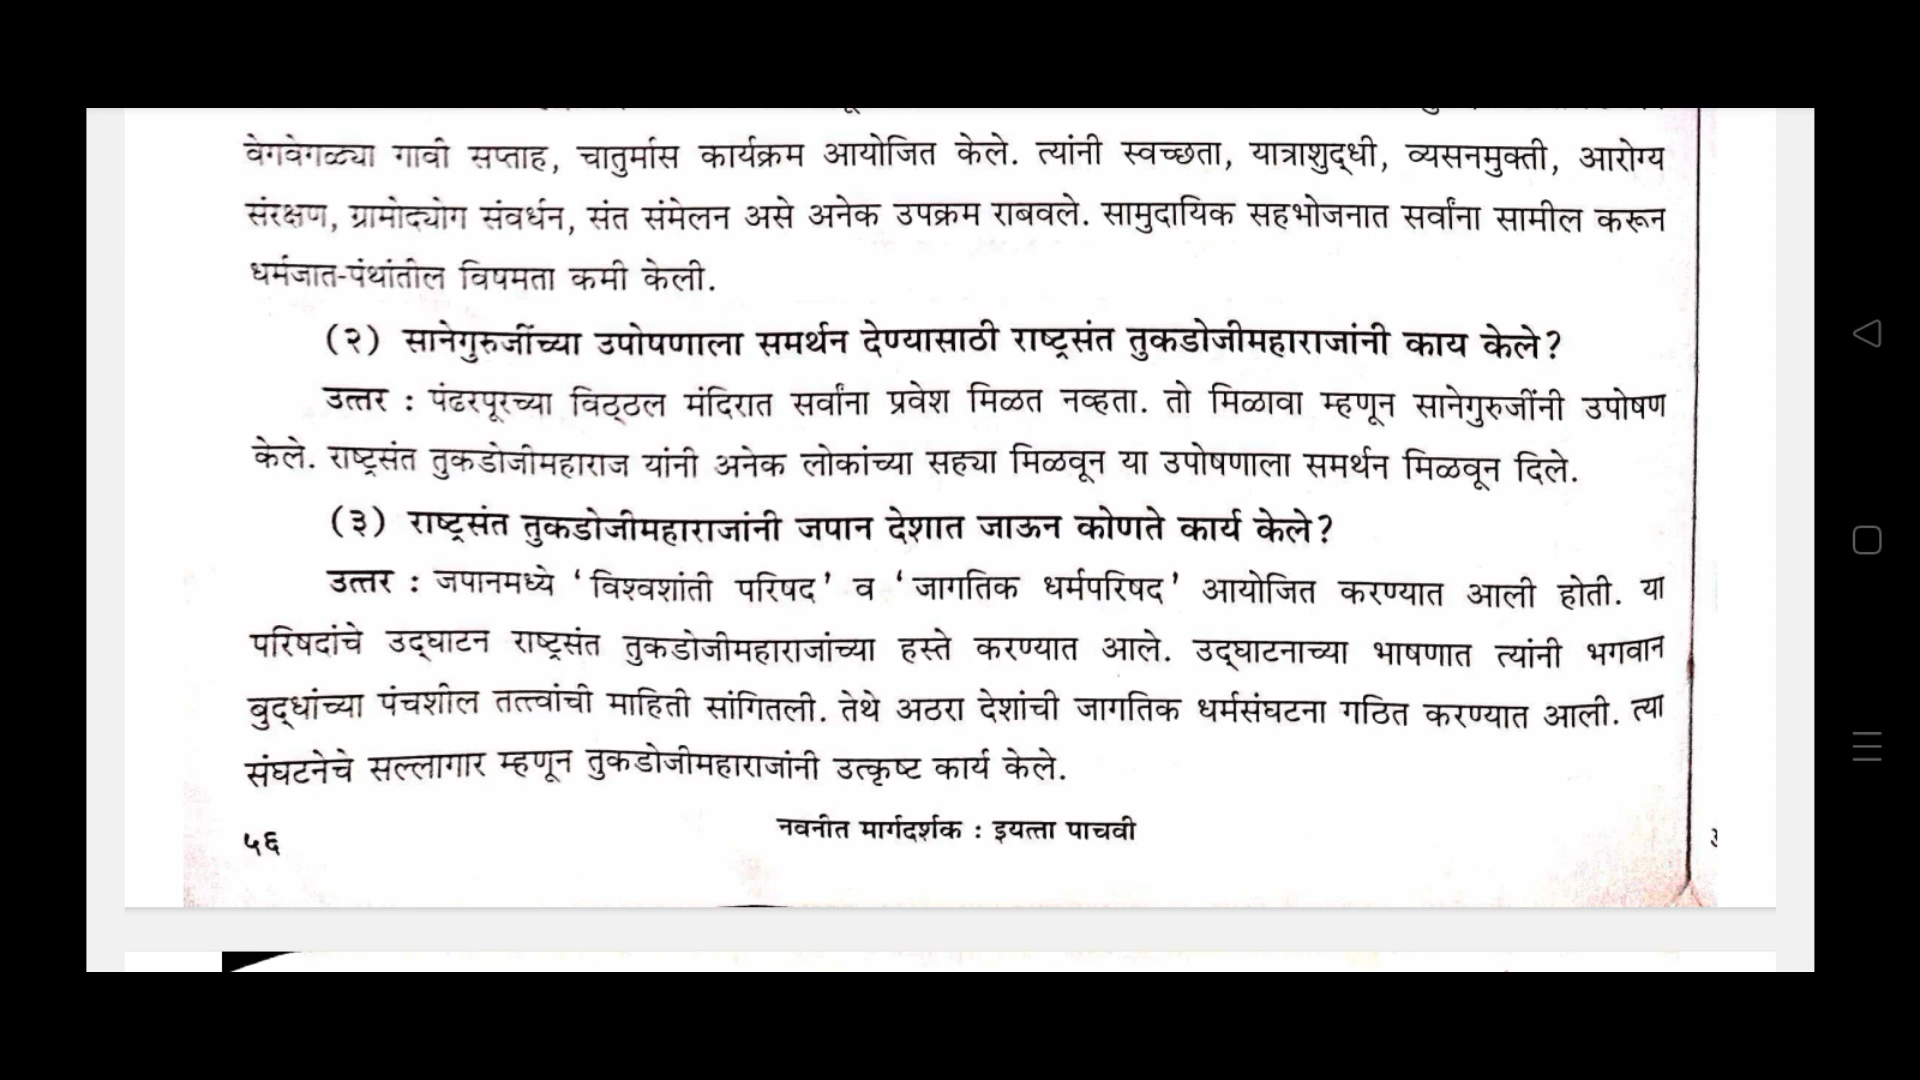 वेगवेगळ्या गावी सप्ताह, चातुर्मास कार्यक्रम आयोजित केले. त्यांनी स्वच्छता, यात्राशुद्धी, व्यसनमुक्ती, आरोग्य
संरक्षण, ग्रामोद्योग संवर्धन, संत संमेलन असे अनेक उपक्रम राबवले. सामुदायिक सहभोजनात सर्वांना सामील करून
धर्मजात-पंथांतील विषमता कमी केली.
(२) सानेगुरुजींच्या उपोषणाला समर्थन देण्यासाठी राष्ट्रसंत तुकडोजीमहाराजांनी काय केले?
उत्तर : पंढरपूरच्या विठ्ठल मंदिरात सर्वांना प्रवेश मिळत नव्हता. तो मिळावा म्हणून सानेगुरुजींनी उपोषण
केले. राष्ट्रसंत तुकडोजीमहाराज यांनी अनेक लोकांच्या सह्या मिळवून या उपोषणाला समर्थन मिळवून दिले.
(३) राष्ट्रसंत तुकडोजीमहाराजांनी जपान देशात जाऊन कोणते कार्य केले?
उत्तर : जपानमध्ये ‘विश्वशांती परिषद’ व ‘जागतिक धर्मपरिषद’ आयोजित करण्यात आली होती. या
परिषदांचे उद्घाटन राष्ट्रसंत तुकडोजीमहाराजांच्या हस्ते करण्यात आले. उद्घाटनाच्या भाषणात त्यांनी भगवान
बुद्धांच्या पंचशील तत्त्वांची माहिती सांगितली. तेथे अठरा देशांची जागतिक धर्मसंघटना गठित करण्यात आली. त्या
संघटनेचे सल्लागार म्हणून तुकडोजीमहाराजांनी उत्कृष्ट कार्य केले.
५६
नवनीत मार्गदर्शक : इयत्ता पाचवी